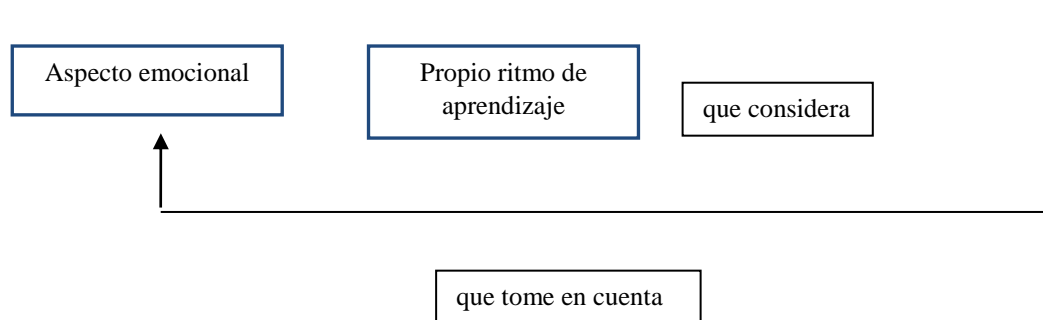 Aspecto emocional
Propio ritmo de
aprendizaje
que considera
que tome en cuenta